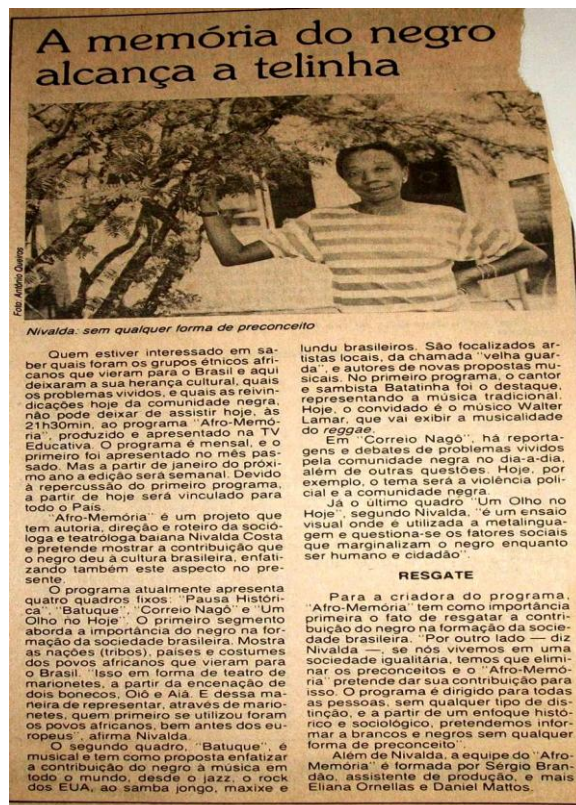 A memória do negro
alcança a telinha
Foto: Antônio Queirós
Nivalda: sem qualquer forma de preconceito
Quem estiver interessado em sa-
ber quais foram os grupos étnicos afri-
canos que vieram para o Brasil e aqui
deixaram a sua herança cultural, quais
os problemas vividos, e quais as reivin-
dicações hoje da comunidade negra,
não pode deixar de assistir hoje, às
21h30min, ao programa "Afro-Memó-
ria", produzido e apresentado na TV
Educativa. O programa é mensal, e o
primeiro foi apresentado no mês pas-
sado. Mas a partir de janeiro do próxi-
mo ano a edição será semanal. Devido
à repercussão do primeiro programa,
a partir de hoje será vinculado para
todo o País.
"Afro-Memória" é um projeto que
tem autoria, direção e roteiro da soció-
loga e teatróloga baiana Nivalda Costa
e pretende mostrar a contribuição que
o negro deu à cultura brasileira, enfati-
zando também este aspecto no pre-
sente.
O programa atualmente apresenta
quatro quadros fixos: "Pausa Históri-
ca", "Batuque", "Correio Nagô" e "Um
Olho no Hoje". O primeiro segmento
aborda a importância do negro na for-
mação da sociedade brasileira. Mostra
as nações (tribos), países e costumes
dos povos africanos que vieram para
o Brasil. "Isso em forma de teatro de
marionetes, a partir da encenação de
dois bonecos, Oiô e Aiá. E dessa ma-
neira de representar, através de mario-
netes, quem primeiro se utilizou foram
os povos africanos, bem antes dos eu-
ropeus", afirma Nivalda.
O segundo quadro, "Batuque", é
musical e tem como proposta enfatizar
a contribuição do negro à música em
todo o mundo, desde o jazz, o rock
dos EUA, ao samba jongo, maxixe e
lundu brasileiros. São focalizados ar-
tistas locais, da chamada "velha guar-
da", e autores de novas propostas mu-
sicais. No primeiro programa, o cantor
e sambista Batatinha foi o destaque,
representando a música tradicional.
Hoje, o convidado é o músico Walter
Lamar, que vai exibir a musicalidade
do reggae.
Em "Correio Nagô", há reporta-
gens e debates de problemas vividos
pela comunidade negra no dia-a-dia,
além de outras questões. Hoje, por
exemplo, o tema será a violência poli-
cial e a comunidade negra.
Já o último quadro "Um Olho no
Hoje", segundo Nivalda, "é um ensaio
visual onde é utilizada a metalingua-
gem e questiona-se os fatores sociais
que marginalizam o negro enquanto
ser humano e cidadão".
RESGATE
Para a criadora do programa,
"Afro-Memória" tem como importância
primeira o fato de resgatar a contri-
buição do negro na formação da socie-
dade brasileira. "Por outro lado — diz
Nivalda —, se nós vivemos em uma
sociedade igualitária, temos que elimi-
nar os preconceitos e o "Afro-Memó-
ria" pretende dar sua contribuição para
isso. O programa é dirigido para todas
as pessoas, sem qualquer tipo de dis-
tinção, e a partir de um enfoque histó-
rico e sociológico, pretendemos infor-
mar a brancos e negros sem qualquer
forma de preconceito".
Além de Nivalda, a equipe do "Afro-
Memória" é formada por Sérgio Bran-
dão, assistente de produção, e mais
Eliana Ornellas e Daniel Mattos.